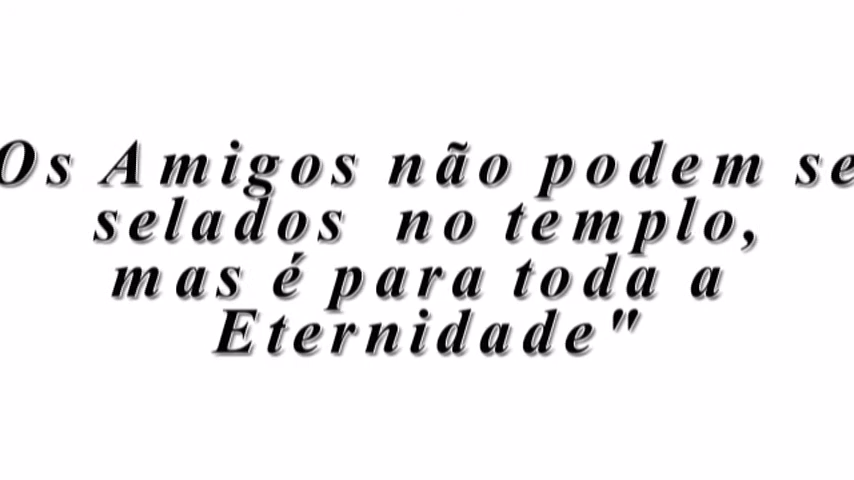 Os Amigos não podem se
selados no templo,
mas é para toda a
Eternidade"